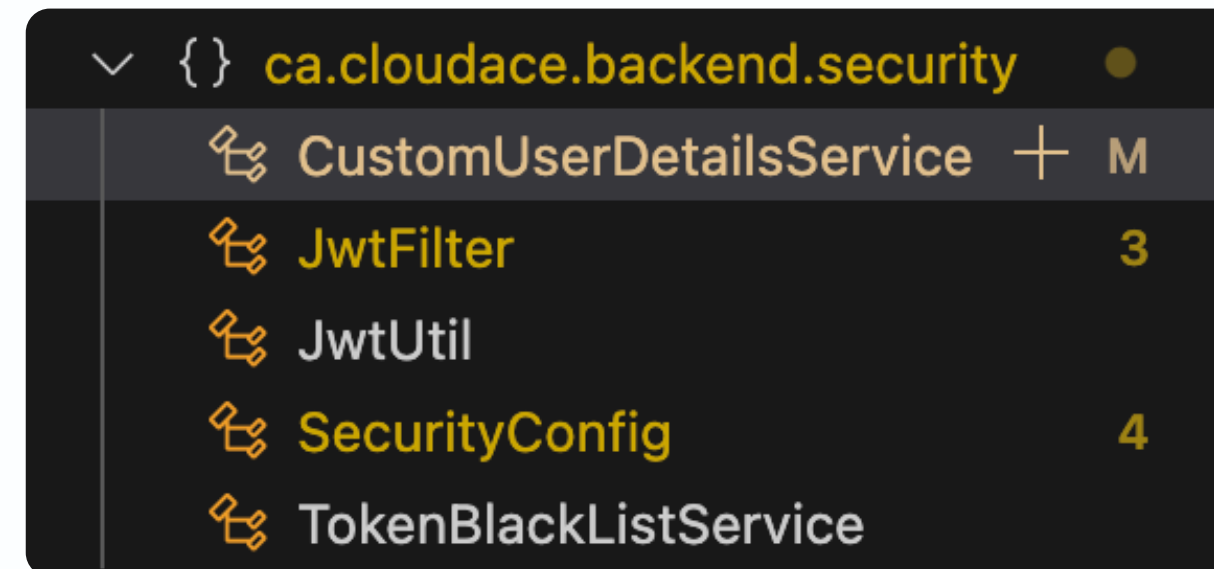 {} ca.cloudace.backend.security
CustomUserDetailsService + M
JwtFilter 3
JwtUtil
SecurityConfig 4
TokenBlackListService